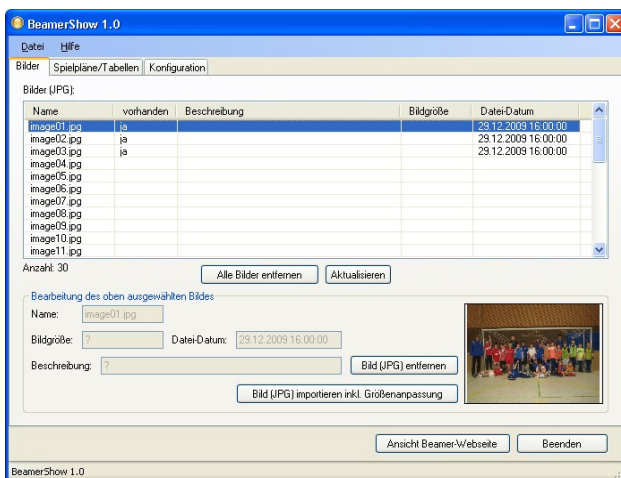 BeamerShow 1.0
Datei Hilfe
Bilder Spielpläne/Tabellen Konfiguration
Bilder (JPG):
Name vorhanden Beschreibung Bildgröße Datei-Datum
image01.jpg ja 29.12.2009 16:00:00
image02.jpg ja 29.12.2009 16:00:00
image03.jpg ja 29.12.2009 16:00:00
image04.jpg
image05.jpg
image06.jpg
image07.jpg
image08.jpg
image09.jpg
image10.jpg
image11.jpg
Anzahl: 30
Alle Bilder entfernen Aktualisieren
Bearbeitung des oben ausgewählten Bildes
Name: image01.jpg
Bildgröße: ? Datei-Datum: 29.12.2009 16:00:00
Beschreibung: ? Bild (JPG) entfernen
Bild (JPG) importieren inkl. Größenanpassung
Ansicht Beamer-Webseite Beenden
BeamerShow 1.0